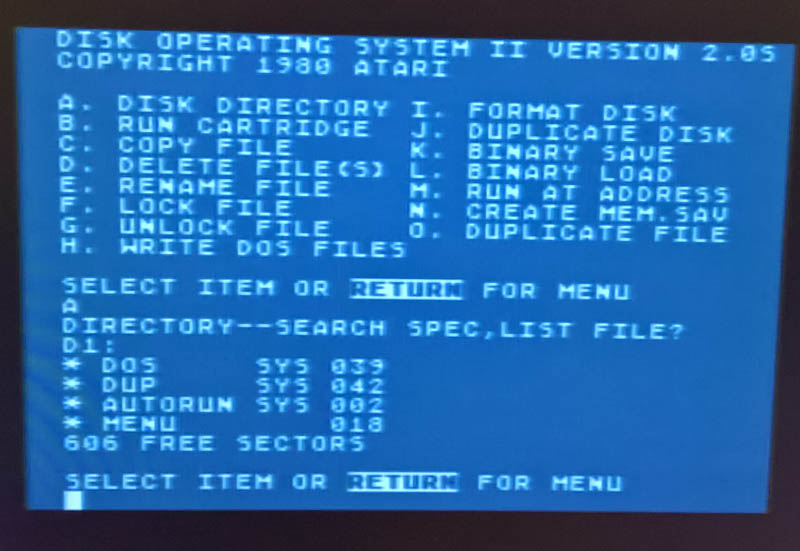 DISK OPERATING SYSTEM II VERSION 2.0S
COPYRIGHT 1980 ATARI
A. DISK DIRECTORY I. FORMAT DISK
B. RUN CARTRIDGE J. DUPLICATE DISK
C. COPY FILE K. BINARY SAVE
D. DELETE FILE(S) L. BINARY LOAD
E. RENAME FILE M. RUN AT ADDRESS
F. LOCK FILE N. CREATE MEM.SAV
G. UNLOCK FILE O. DUPLICATE FILE
H. WRITE DOS FILES
SELECT ITEM OR RETURN FOR MENU
A
DIRECTORY--SEARCH SPEC,LIST FILE?
D1:
* DOS SYS 039
* DUP SYS 042
* AUTORUN SYS 002
* MENU 018
606 FREE SECTORS
SELECT ITEM OR RETURN FOR MENU